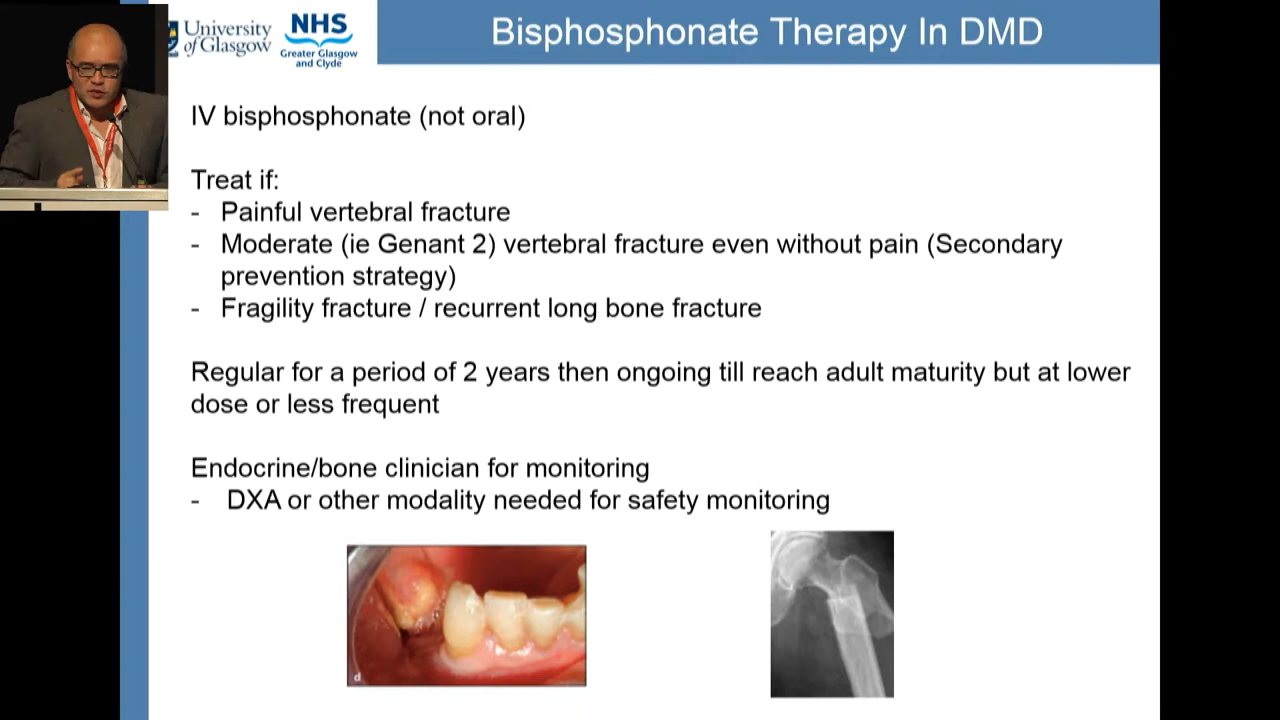 University
of Glasgow
NHS
Greater Glasgow
and Clyde
Bisphosphonate Therapy In DMD
IV bisphosphonate (not oral)
Treat if:
- Painful vertebral fracture
- Moderate (ie Genant 2) vertebral fracture even without pain (Secondary
prevention strategy)
- Fragility fracture / recurrent long bone fracture
Regular for a period of 2 years then ongoing till reach adult maturity but at lower
dose or less frequent
Endocrine/bone clinician for monitoring
- DXA or other modality needed for safety monitoring
d